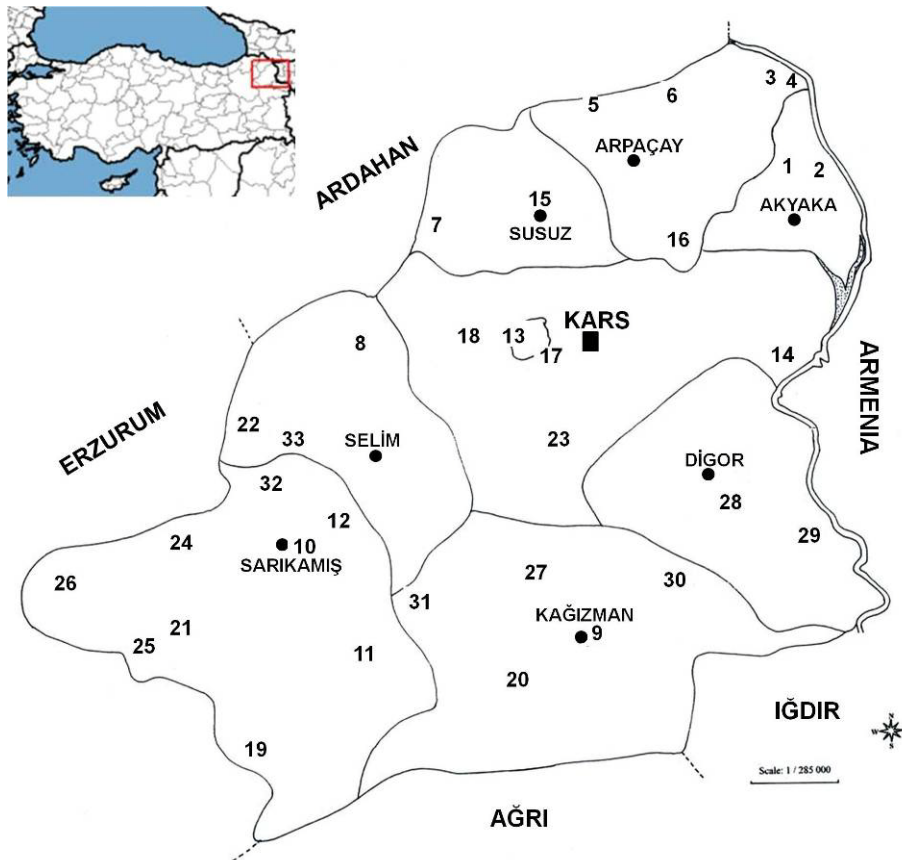 3
4
5
6
ARDAHAN
ARPAÇAY
1
2
15
AKYAKA
7
SUSUZ
16
KARS
18
13
8
17
14
ARMENIA
ERZURUM
22
33
SELİM
23
DİGOR
32
28
12
24
10
29
SARIKAMIŞ
26
27
30
31
KAĞIZMAN
9
21
25
11
20
IĞDIR
N
W
E
S
19
Scale: 1 / 285 000
AĞRI